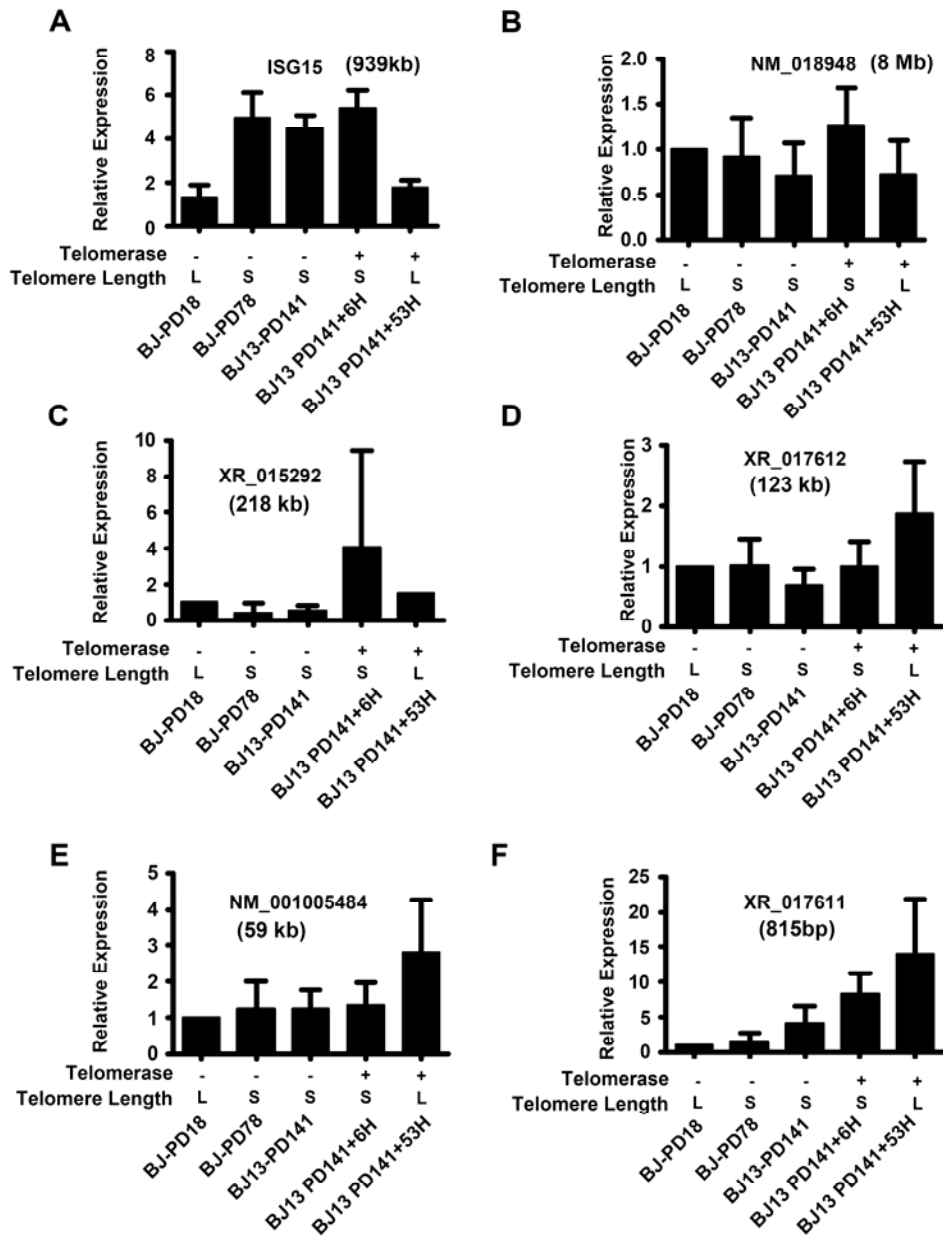 A
Relative Expression
8
6
4
2
0
ISG15 (939kb)
Telomerase - - - + +
Telomere Length L S S S L
BJ-PD18
BJ-PD78
BJ13-PD141
BJ13 PD141+6H
BJ13 PD141+53H
B
Relative Expression
2.0
1.5
1.0
0.5
0.0
NM_018948 (8 Mb)
Telomerase - - - + +
Telomere Length L S S S L
BJ-PD18
BJ-PD78
BJ13-PD141
BJ13 PD141+6H
BJ13 PD141+53H
C
Relative Expression
10
8
6
4
2
0
XR_015292
(218 kb)
Telomerase - - - + +
Telomere Length L S S S L
BJ-PD18
BJ-PD78
BJ13-PD141
BJ13 PD141+6H
BJ13 PD141+53H
D
Relative Expression
3
2
1
0
XR_017612
(123 kb)
Telomerase - - - + +
Telomere Length L S S S L
BJ-PD18
BJ-PD78
BJ13-PD141
BJ13 PD141+6H
BJ13 PD141+53H
E
Relative Expression
5
4
3
2
1
0
NM_001005484
(59 kb)
Telomerase - - - + +
Telomere Length L S S S L
BJ-PD18
BJ-PD78
BJ13-PD141
BJ13 PD141+6H
BJ13 PD141+53H
F
Relative Expression
25
20
15
10
5
0
XR_017611
(815bp)
Telomerase - - - + +
Telomere Length L S S S L
BJ-PD18
BJ-PD78
BJ13-PD141
BJ13 PD141+6H
BJ13 PD141+53H